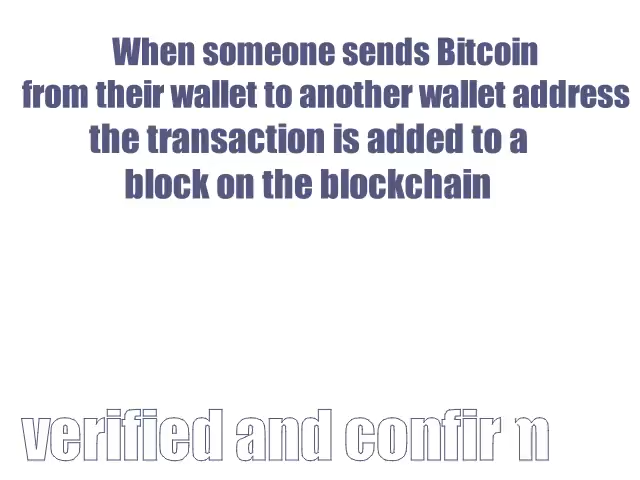 When someone sends Bitcoin
from their wallet to another wallet address
the transaction is added to a
block on the blockchain
verified and confir